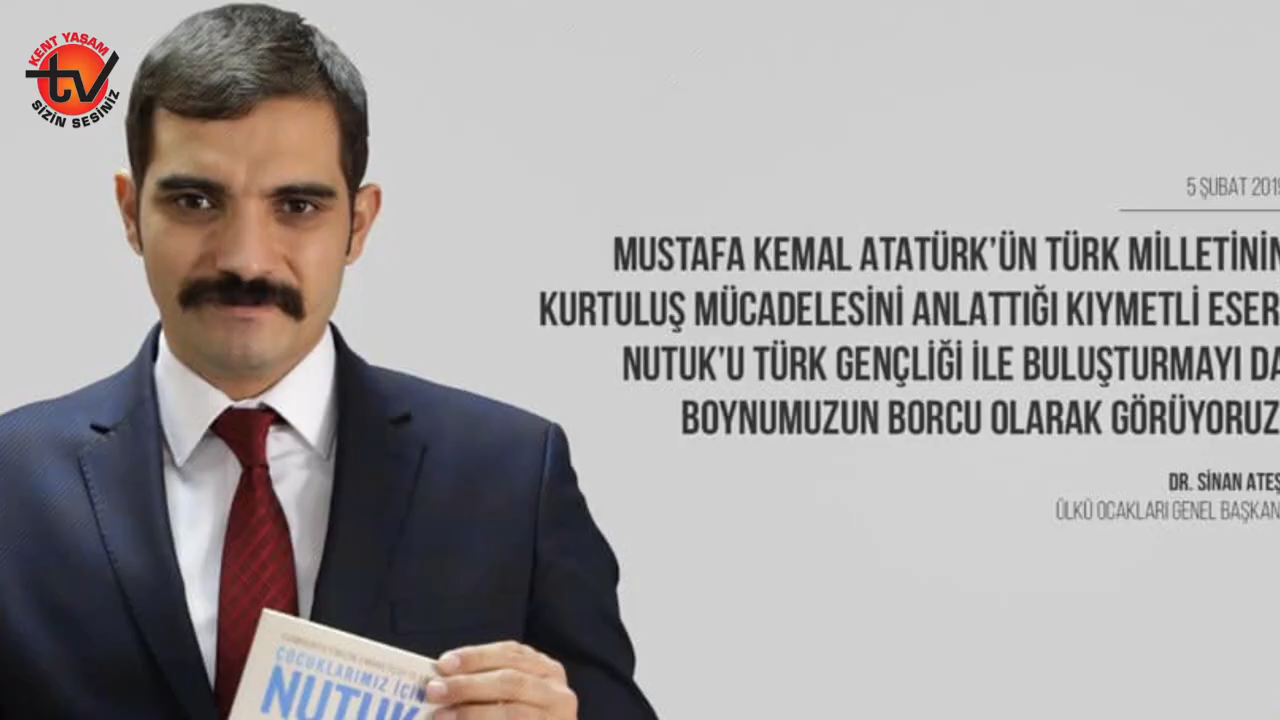 KENT YAŞAM
tv
SİZİN SESİNİZ
5 ŞUBAT 2019
MUSTAFA KEMAL ATATÜRK'ÜN TÜRK MİLLETİNİN
KURTULUŞ MÜCADELESİNİ ANLATTIĞI KIYMETLİ ESER
NUTUK'U TÜRK GENÇLİĞİ İLE BULUŞTURMAYI DA
BOYNUMUZUN BORCU OLARAK GÖRÜYORUZ
DR. SİNAN ATEŞ
ÜLKÜ OCAKLARI GENEL BAŞKAN
ÇOCUKLARIMIZ İÇİN
NUTUK